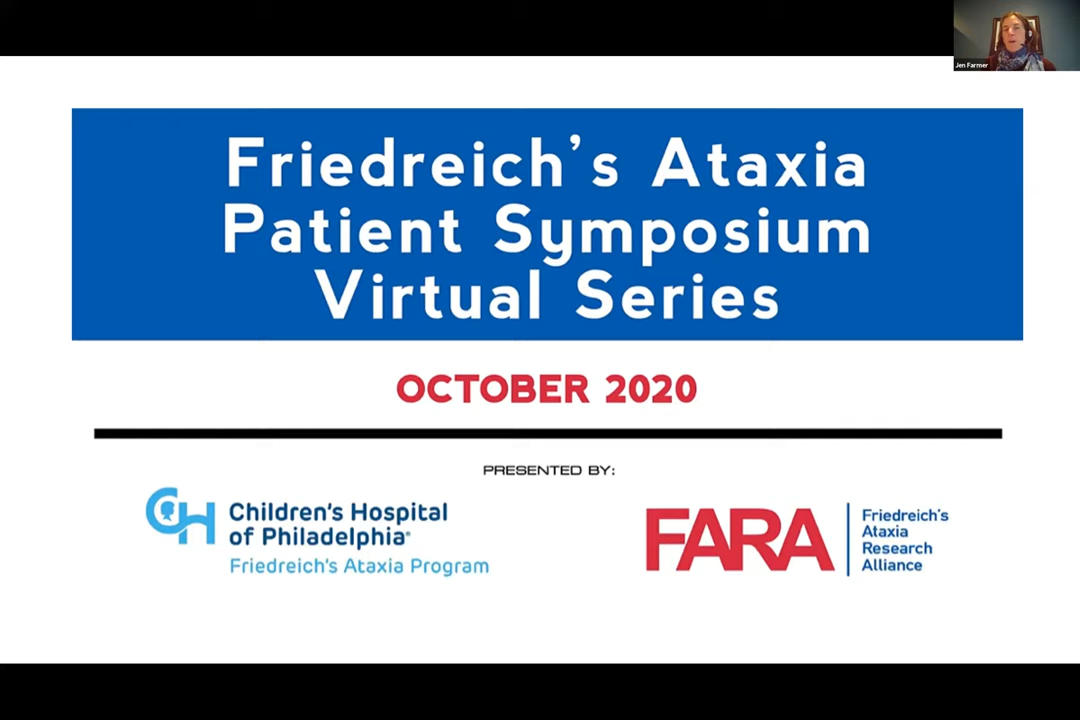 Jen Farmer
Friedreich's Ataxia
Patient Symposium
Virtual Series
OCTOBER 2020
PRESENTED BY:
CH
Children's Hospital
of Philadelphia®
Friedreich's Ataxia Program
FARA
Friedreich's
Ataxia
Research
Alliance